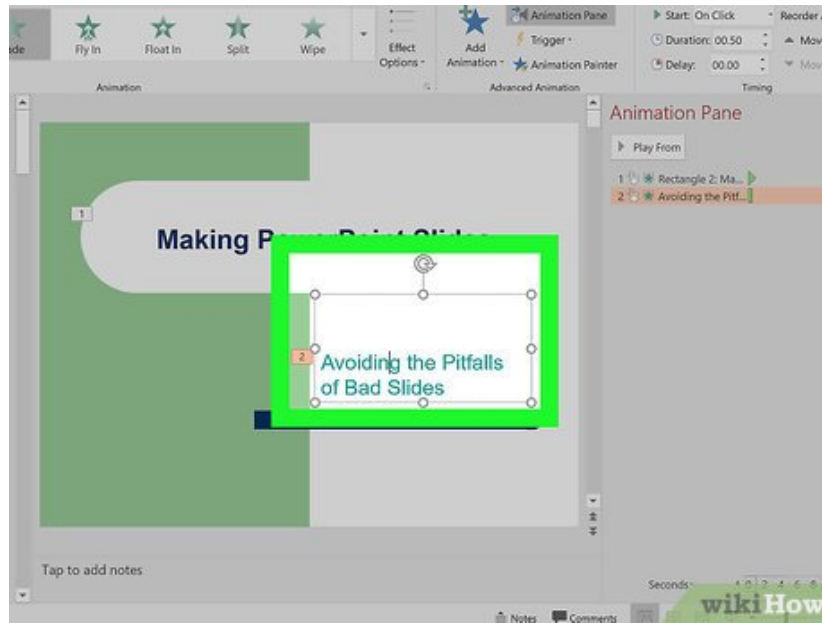 Fly In Float In Split Wipe Effect Options Add Animation
Animation Pane
Trigger
Animation Painter
Start: On Click
Duration: 00.50
Delay: 00.00
Reorder
Animation Advanced Animation Timing
Animation Pane
Play From
1 Rectangle 2: Ma...
2 Avoiding the Pitf...
1
Making
2
Avoiding the Pitfalls
of Bad Slides
Tap to add notes
Seconds
Notes Comments
wikiHow